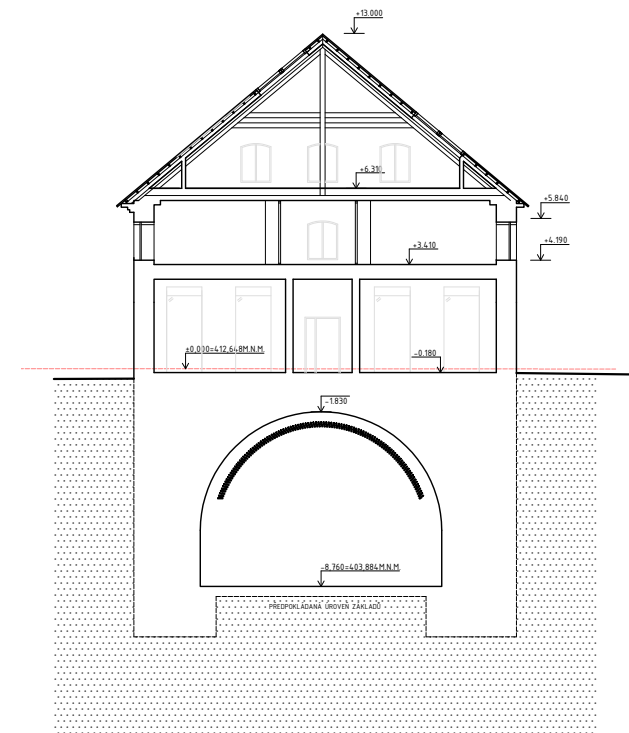 +13.000
+6.310
+5.840
+4.190
+3.410
±0,000=412,648M.N.M.
-0.180
-1.830
-8,760=403,884M.N.M.
PŘEDPOKLÁDANÁ ÚROVEŇ ZÁKLADŮ